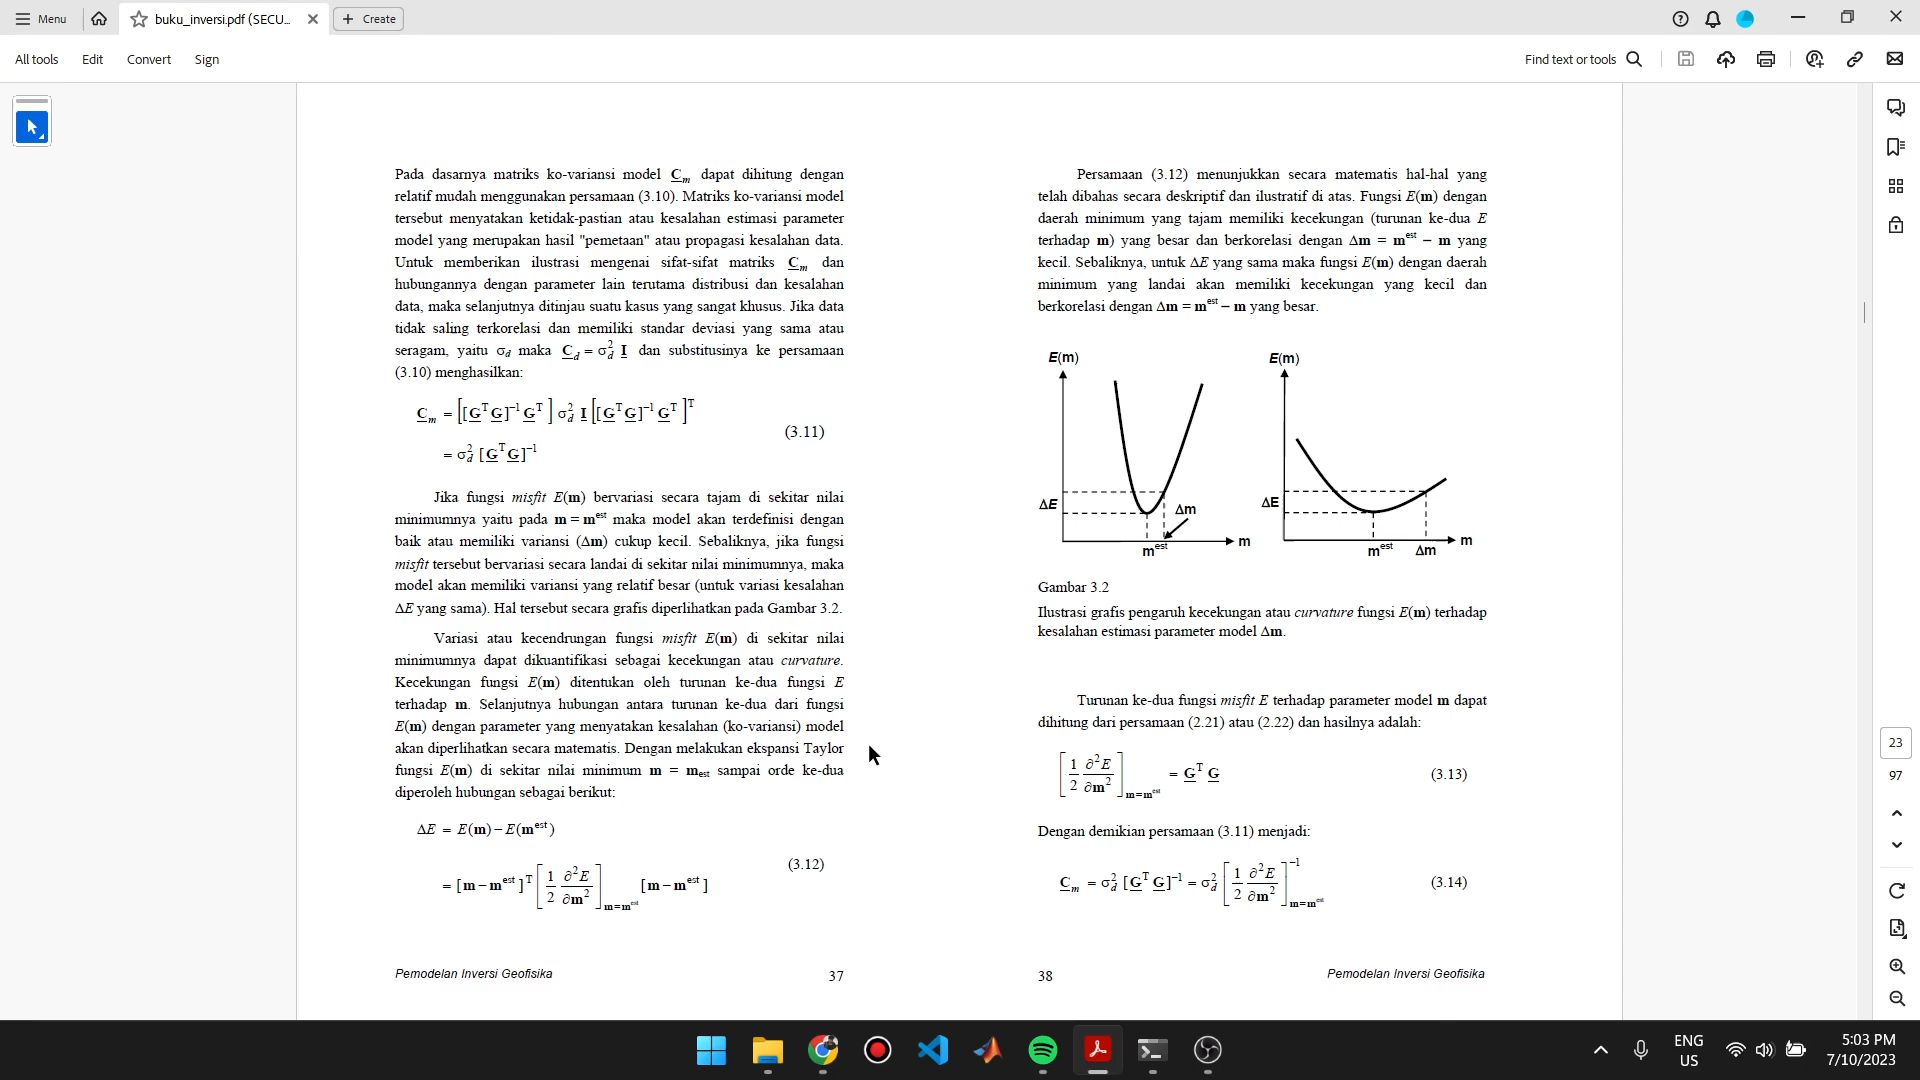 Menu
buku_inversi.pdf (SECU...
Create
All tools
Edit
Convert
Sign
Find text or tools
Pada dasarnya matriks ko-variansi model C_m dapat dihitung dengan
relatif mudah menggunakan persamaan (3.10). Matriks ko-variansi model
tersebut menyatakan ketidak-pastian atau kesalahan estimasi parameter
model yang merupakan hasil "pemetaan" atau propagasi kesalahan data.
Untuk memberikan ilustrasi mengenai sifat-sifat matriks C_m dan
hubungannya dengan parameter lain terutama distribusi dan kesalahan
data, maka selanjutnya ditinjau suatu kasus yang sangat khusus. Jika data
tidak saling terkorelasi dan memiliki standar deviasi yang sama atau
seragam, yaitu σ_d maka C_d = σ_d^2 I dan substitusinya ke persamaan
(3.10) menghasilkan:
C_m = [[G^T G]^-1 G^T] σ_d^2 I [[G^T G]^-1 G^T]^T
(3.11)
= σ_d^2 [G^T G]^-1
Jika fungsi misfit E(m) bervariasi secara tajam di sekitar nilai
minimumnya yaitu pada m = m^est maka model akan terdefinisi dengan
baik atau memiliki variansi (Δm) cukup kecil. Sebaliknya, jika fungsi
misfit tersebut bervariasi secara landai di sekitar nilai minimumnya, maka
model akan memiliki variansi yang relatif besar (untuk variasi kesalahan
ΔE yang sama). Hal tersebut secara grafis diperlihatkan pada Gambar 3.2.
Variasi atau kecendrungan fungsi misfit E(m) di sekitar nilai
minimumnya dapat dikuantifikasi sebagai kecekungan atau curvature.
Kecekungan fungsi E(m) ditentukan oleh turunan ke-dua fungsi E
terhadap m. Selanjutnya hubungan antara turunan ke-dua dari fungsi
E(m) dengan parameter yang menyatakan kesalahan (ko-variansi) model
akan diperlihatkan secara matematis. Dengan melakukan ekspansi Taylor
fungsi E(m) di sekitar nilai minimum m = m_est sampai orde ke-dua
diperoleh hubungan sebagai berikut:
ΔE = E(m) – E(m^est)
(3.12)
= [m – m^est]^T [1/2 ∂²E/∂m²]_m=m^est [m – m^est]
Pemodelan Inversi Geofisika
37
Persamaan (3.12) menunjukkan secara matematis hal-hal yang
telah dibahas secara deskriptif dan ilustratif di atas. Fungsi E(m) dengan
daerah minimum yang tajam memiliki kecekungan (turunan ke-dua E
terhadap m) yang besar dan berkorelasi dengan Δm = m^est – m yang
kecil. Sebaliknya, untuk ΔE yang sama maka fungsi E(m) dengan daerah
minimum yang landai akan memiliki kecekungan yang kecil dan
berkorelasi dengan Δm = m^est – m yang besar.
E(m)
ΔE
Δm
m
m^est
E(m)
ΔE
m
m^est
Δm
Gambar 3.2
Ilustrasi grafis pengaruh kecekungan atau curvature fungsi E(m) terhadap
kesalahan estimasi parameter model Δm.
Turunan ke-dua fungsi misfit E terhadap parameter model m dapat
dihitung dari persamaan (2.21) atau (2.22) dan hasilnya adalah:
[1/2 ∂²E/∂m²]_m=m^est = G^T G (3.13)
Dengan demikian persamaan (3.11) menjadi:
C_m = σ_d^2 [G^T G]^-1 = σ_d^2 [1/2 ∂²E/∂m²]^-1_m=m^est (3.14)
38
Pemodelan Inversi Geofisika
23
97
ENG
US
5:03 PM
7/10/2023